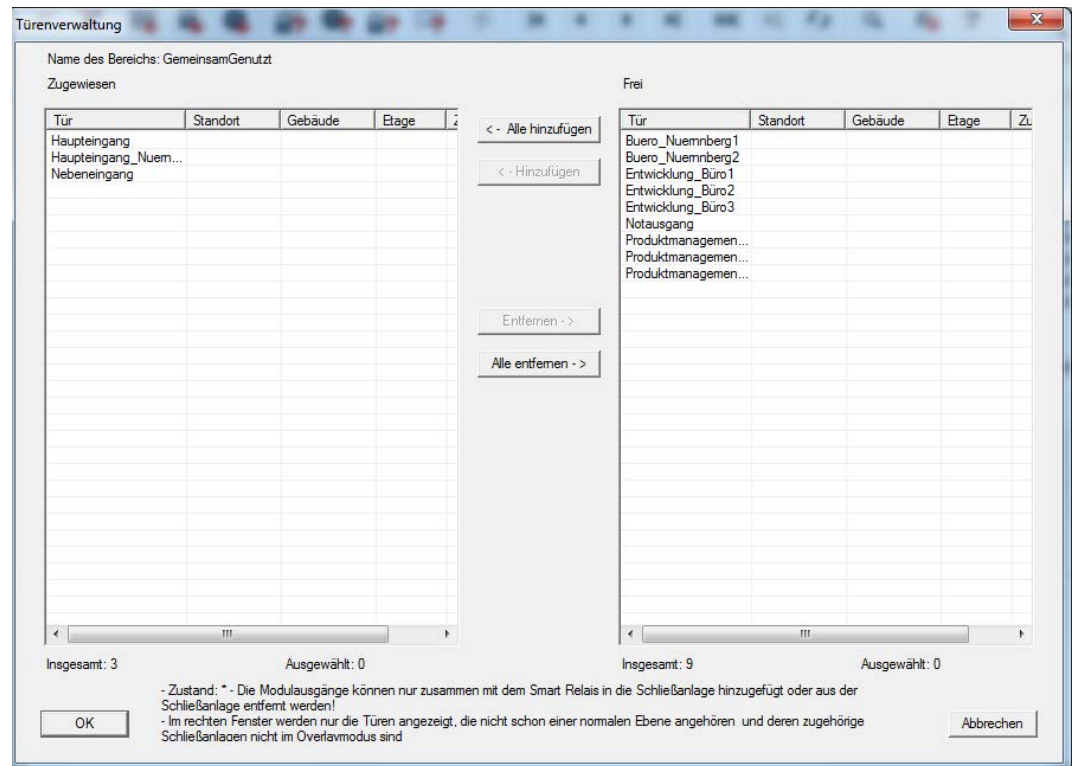 Türenverwaltung
x
Name des Bereichs: GemeinsamGenutzt
Zugewiesen
Tür Standort Gebäude Etage
Haupteingang
Haupteingang_Nuern...
Nebeneingang
<- Alle hinzufügen
<- Hinzufügen
Entfernen ->
Alle entfernen ->
Frei
Tür Standort Gebäude Etage Zu
Buero_Nuernnberg1
Buero_Nuernnberg2
Entwicklung_Büro1
Entwicklung_Büro2
Entwicklung_Büro3
Notausgang
Produktmanagemen...
Produktmanagemen...
Produktmanagemen...
Insgesamt: 3 Ausgewählt: 0
Insgesamt: 9 Ausgewählt: 0
- Zustand: * - Die Modulausgänge können nur zusammen mit dem Smart Relais in die Schließanlage hinzugefügt oder aus der
Schließanlage entfernt werden!
- Im rechten Fenster werden nur die Türen angezeigt, die nicht schon einer normalen Ebene angehören und deren zugehörige
Schließanlagen nicht im Overlaymodus sind
OK
Abbrechen